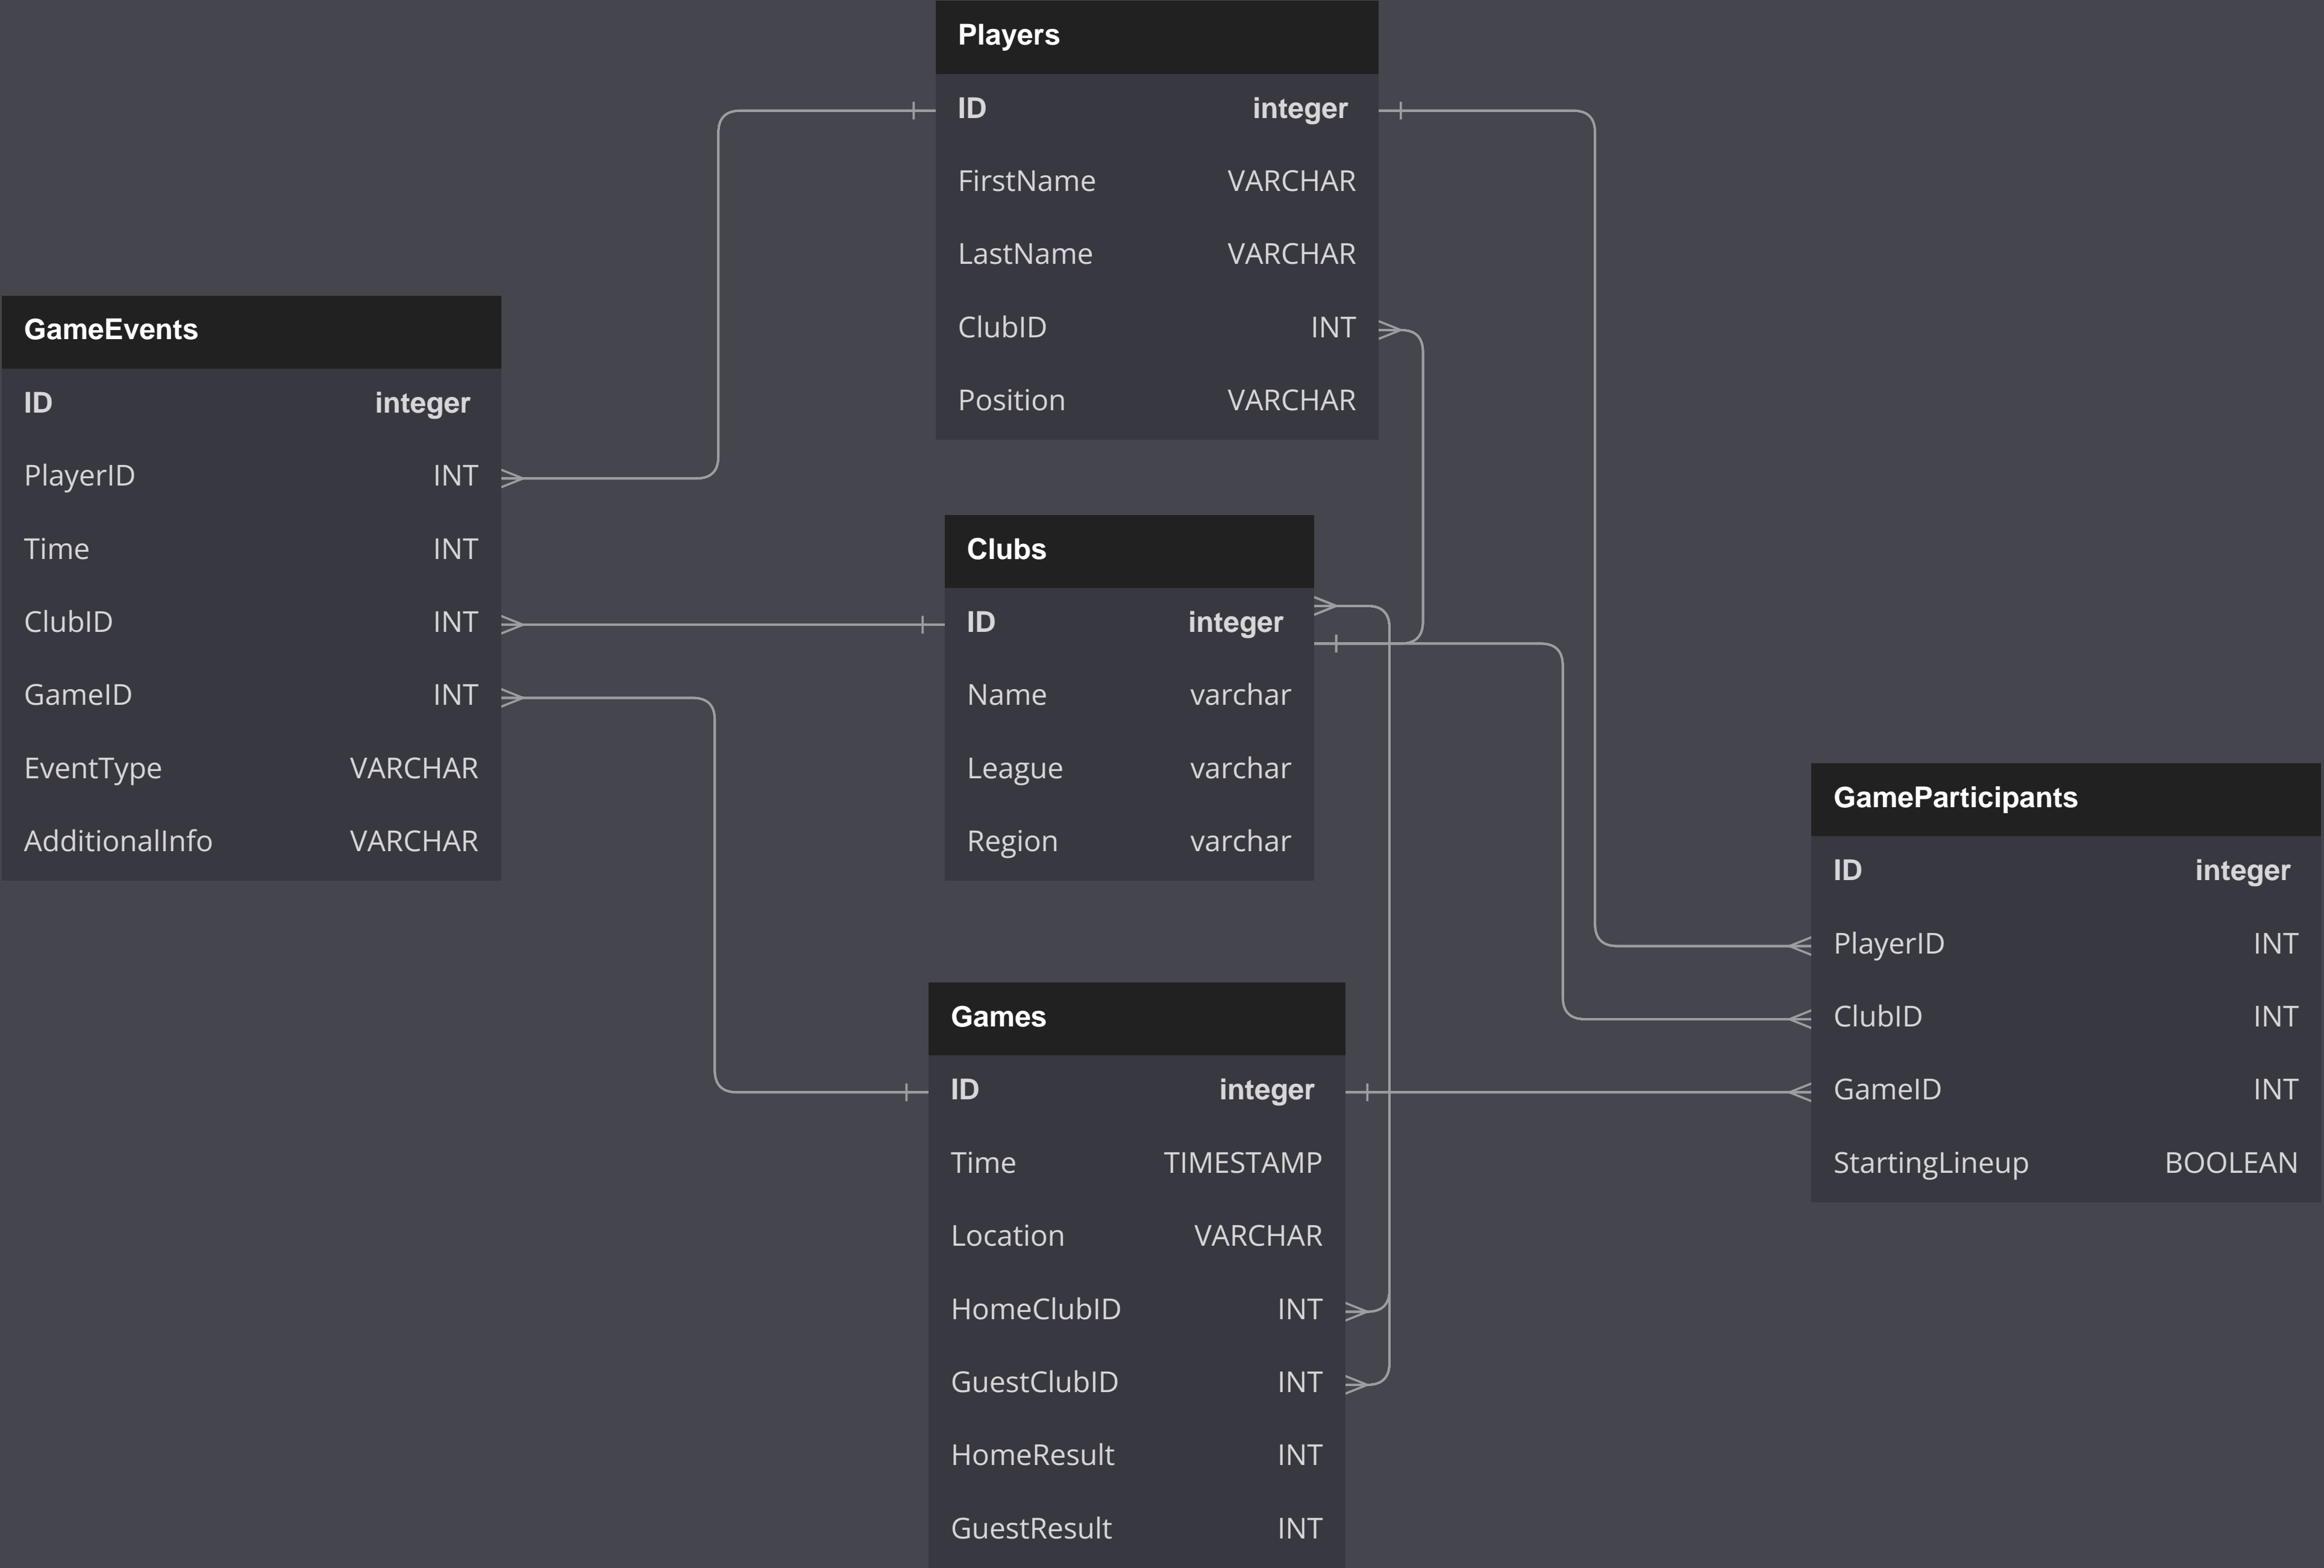 Players
ID integer
FirstName VARCHAR
LastName VARCHAR
ClubID INT
Position VARCHAR
GameEvents
ID integer
PlayerID INT
Time INT
ClubID INT
GameID INT
EventType VARCHAR
AdditionalInfo VARCHAR
Clubs
ID integer
Name varchar
League varchar
Region varchar
GameParticipants
ID integer
PlayerID INT
ClubID INT
GameID INT
StartingLineup BOOLEAN
Games
ID integer
Time TIMESTAMP
Location VARCHAR
HomeClubID INT
GuestClubID INT
HomeResult INT
GuestResult INT